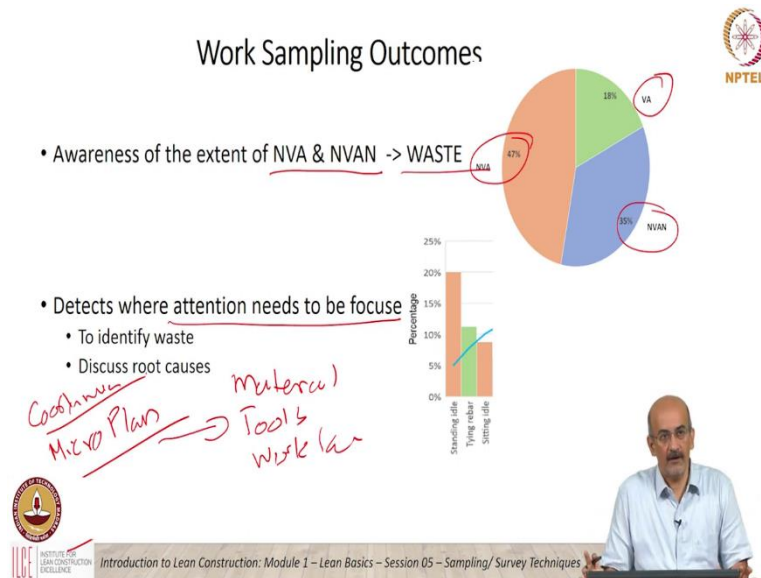 Work Sampling Outcomes
NPTEL
• Awareness of the extent of NVA & NVAN -> WASTE
18%
VA
47%
NVA
35%
NVAN
• Detects where attention needs to be focuse
• To identify waste
• Discuss root causes
Micro Plan
Material
Tools
Percentage
25%
20%
15%
10%
5%
0%
Standing idle
Tying rebar
Sitting idle
ILCE
INSTITUTE FOR
LEAN CONSTRUCTION
EXCELLENCE
Introduction to Lean Construction: Module 1 – Lean Basics – Session 05 – Sampling/ Survey Techniques